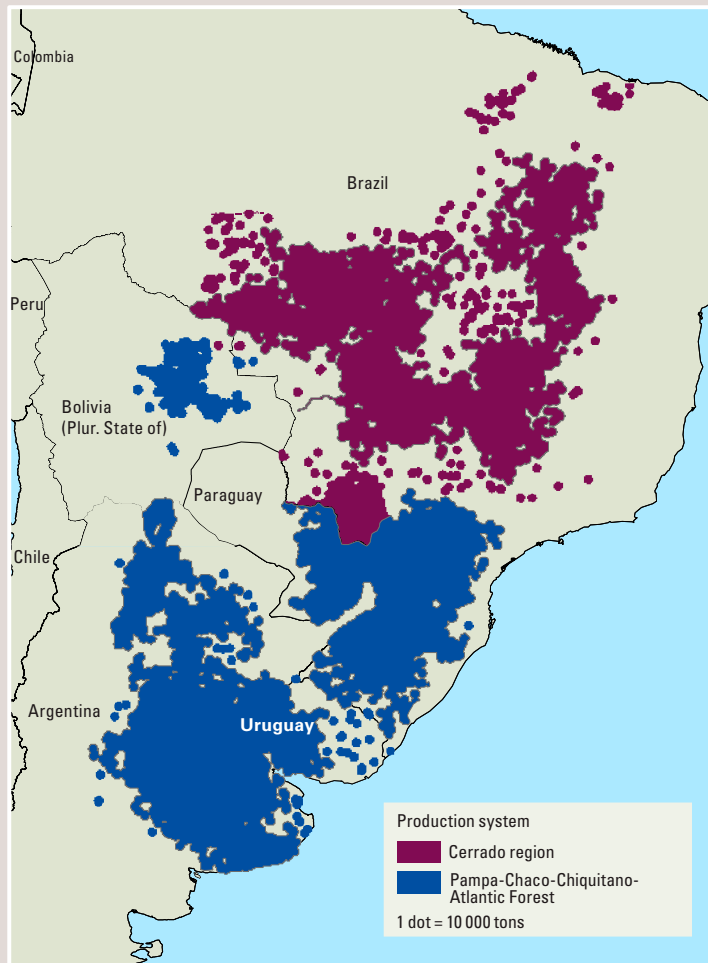 Colombia
Brazil
Peru
Bolivia
(Plur. State of)
Paraguay
Chile
Argentina
Uruguay
Production system
Cerrado region
Pampa-Chaco-Chiquitano-
Atlantic Forest
1 dot = 10 000 tons